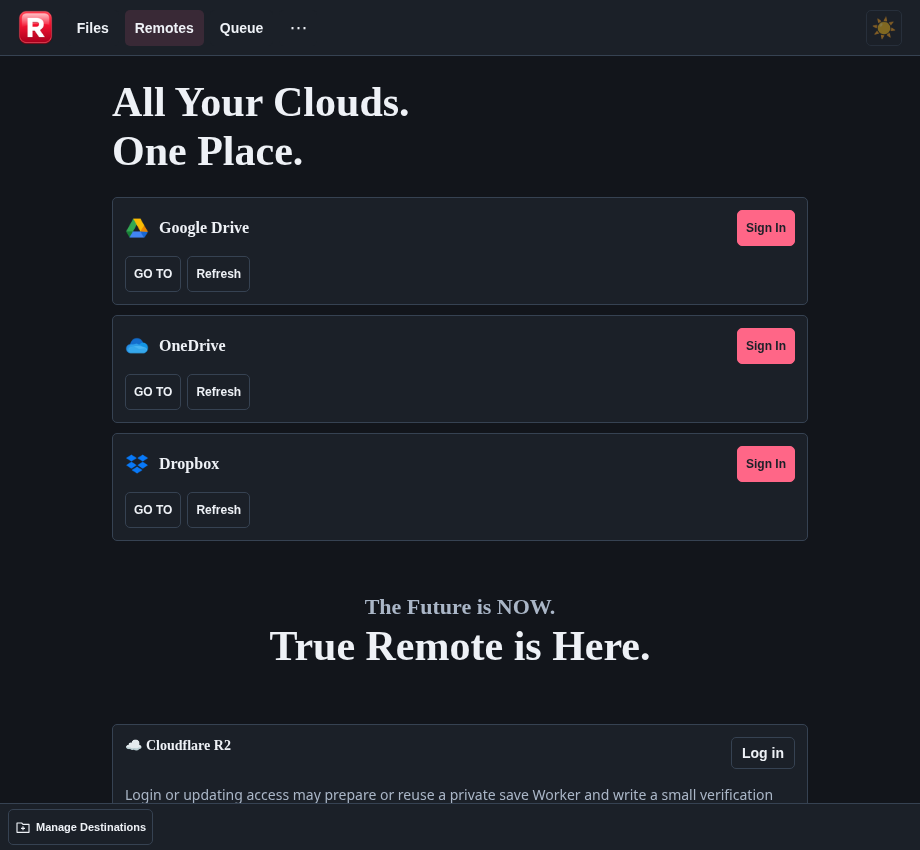 R
Files
Remotes
Queue
All Your Clouds.
One Place.
Google Drive
Sign In
GO TO
Refresh
OneDrive
Sign In
GO TO
Refresh
Dropbox
Sign In
GO TO
Refresh
The Future is NOW.
True Remote is Here.
Cloudflare R2
Log in
Login or updating access may prepare or reuse a private save Worker and write a small verification
Manage Destinations